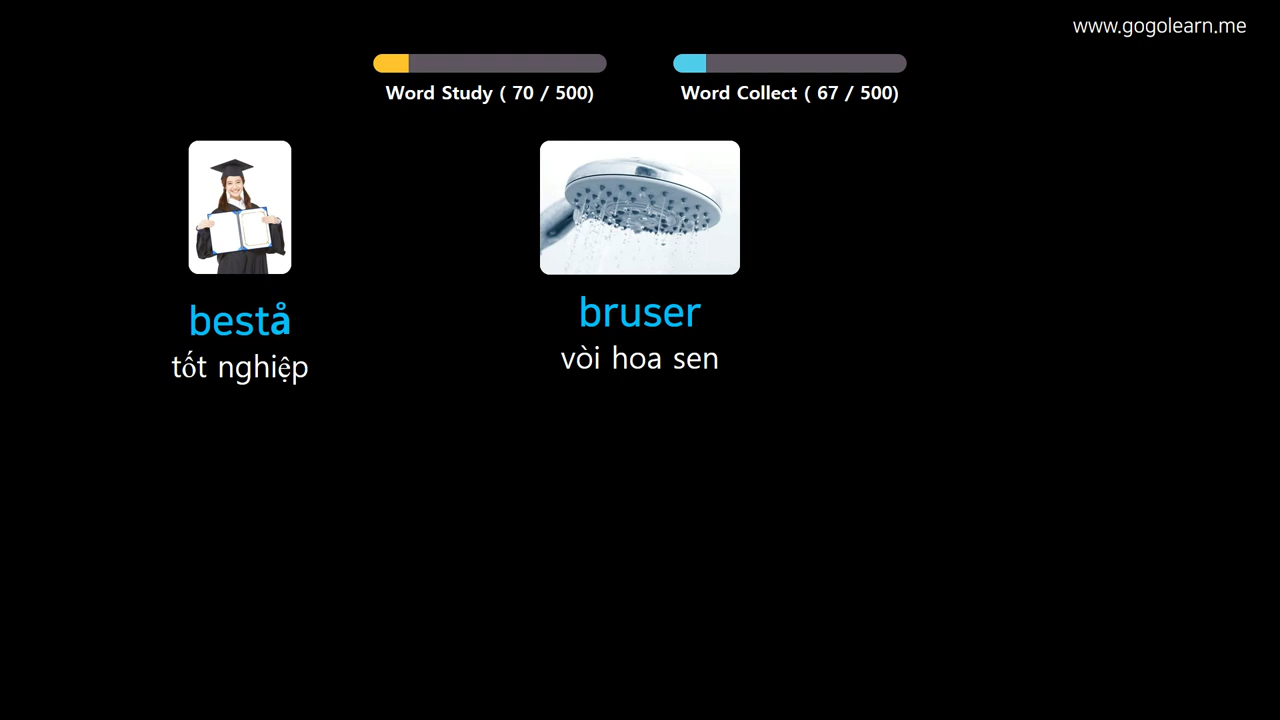 www.gogolearn.me
Word Study ( 70 / 500)
Word Collect ( 67 / 500)
bestå
tốt nghiệp
bruser
vòi hoa sen